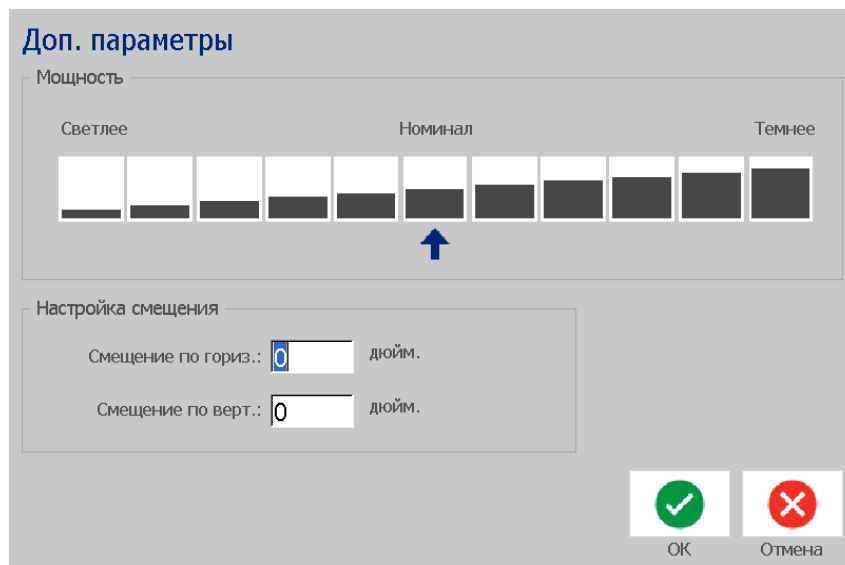 Доп. параметры
Мощность
Светлее Номинал Темнее
Настройка смещения
Смещение по гориз.: 0 дюйм.
Смещение по верт.: 0 дюйм.
OK Отмена